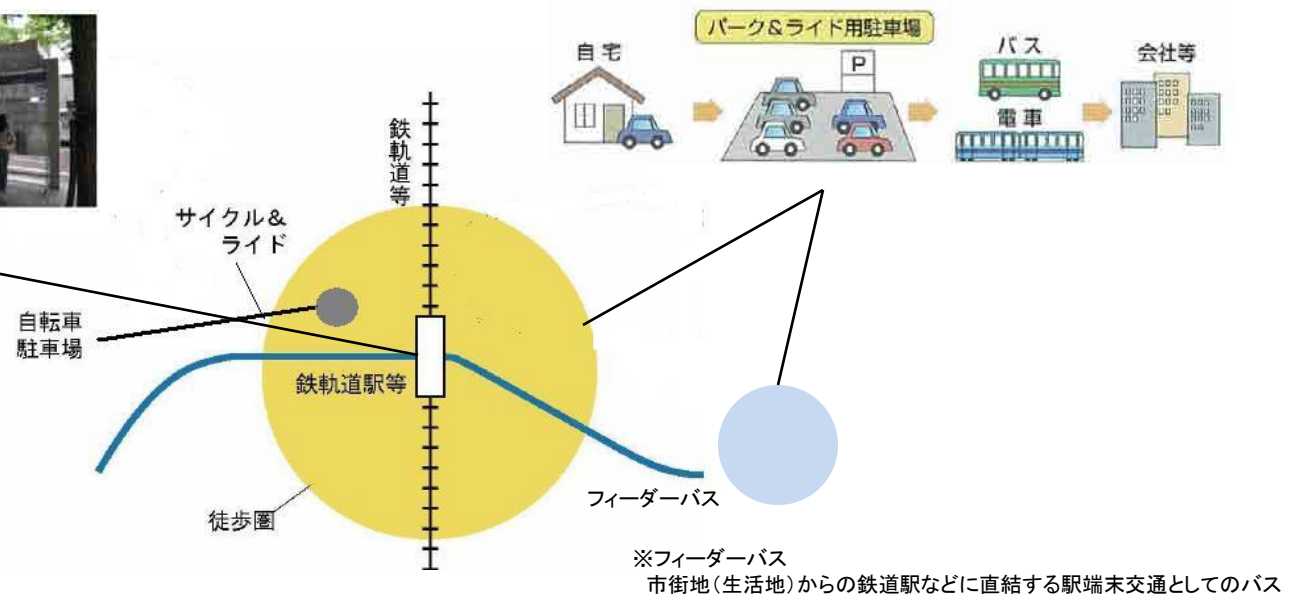 パーク&ライド用駐車場
自宅
P
バス
電車
会社等
鉄軌道等
サイクル&
ライド
自転車
駐車場
鉄軌道駅等
フィーダーバス
徒歩圏
※フィーダーバス
市街地(生活地)からの鉄道駅などに直結する駅端末交通としてのバス